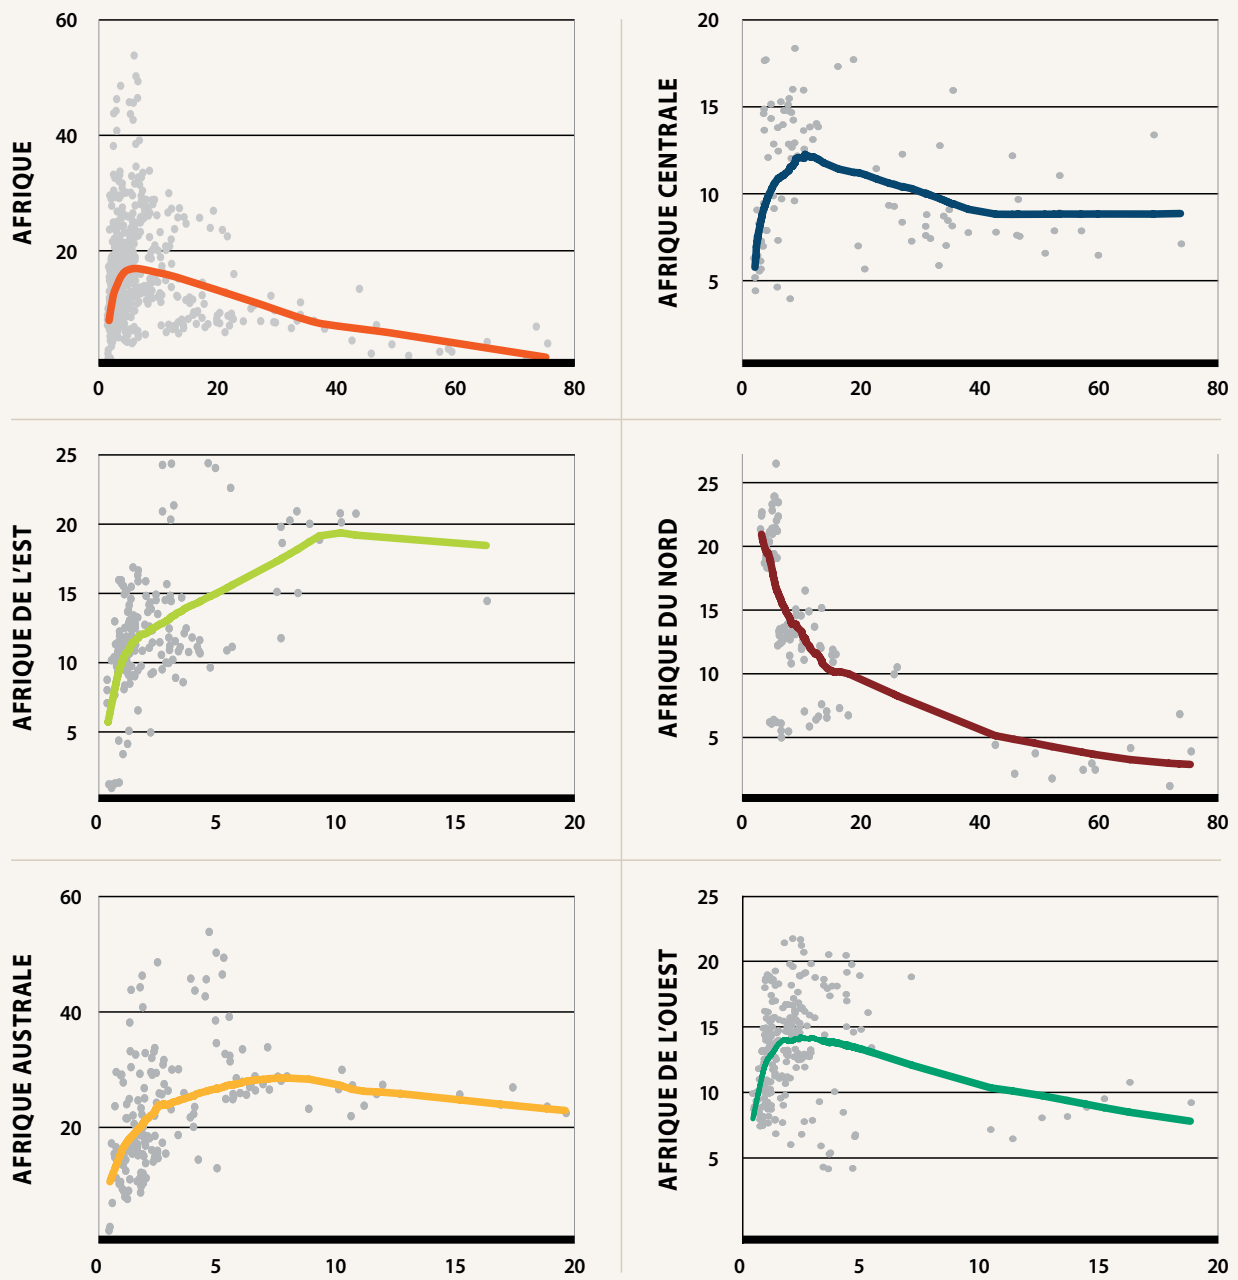 AFRIQUE
60
40
20
0 20 40 60 80
AFRIQUE CENTRALE
20
15
10
5
0 20 40 60 80
AFRIQUE DE L’EST
25
20
15
10
5
0 5 10 15 20
AFRIQUE DU NORD
25
20
15
10
5
0 20 40 60 80
AFRIQUE AUSTRALE
60
40
20
0 5 10 15 20
AFRIQUE DE L’OUEST
25
20
15
10
5
0 5 10 15 20